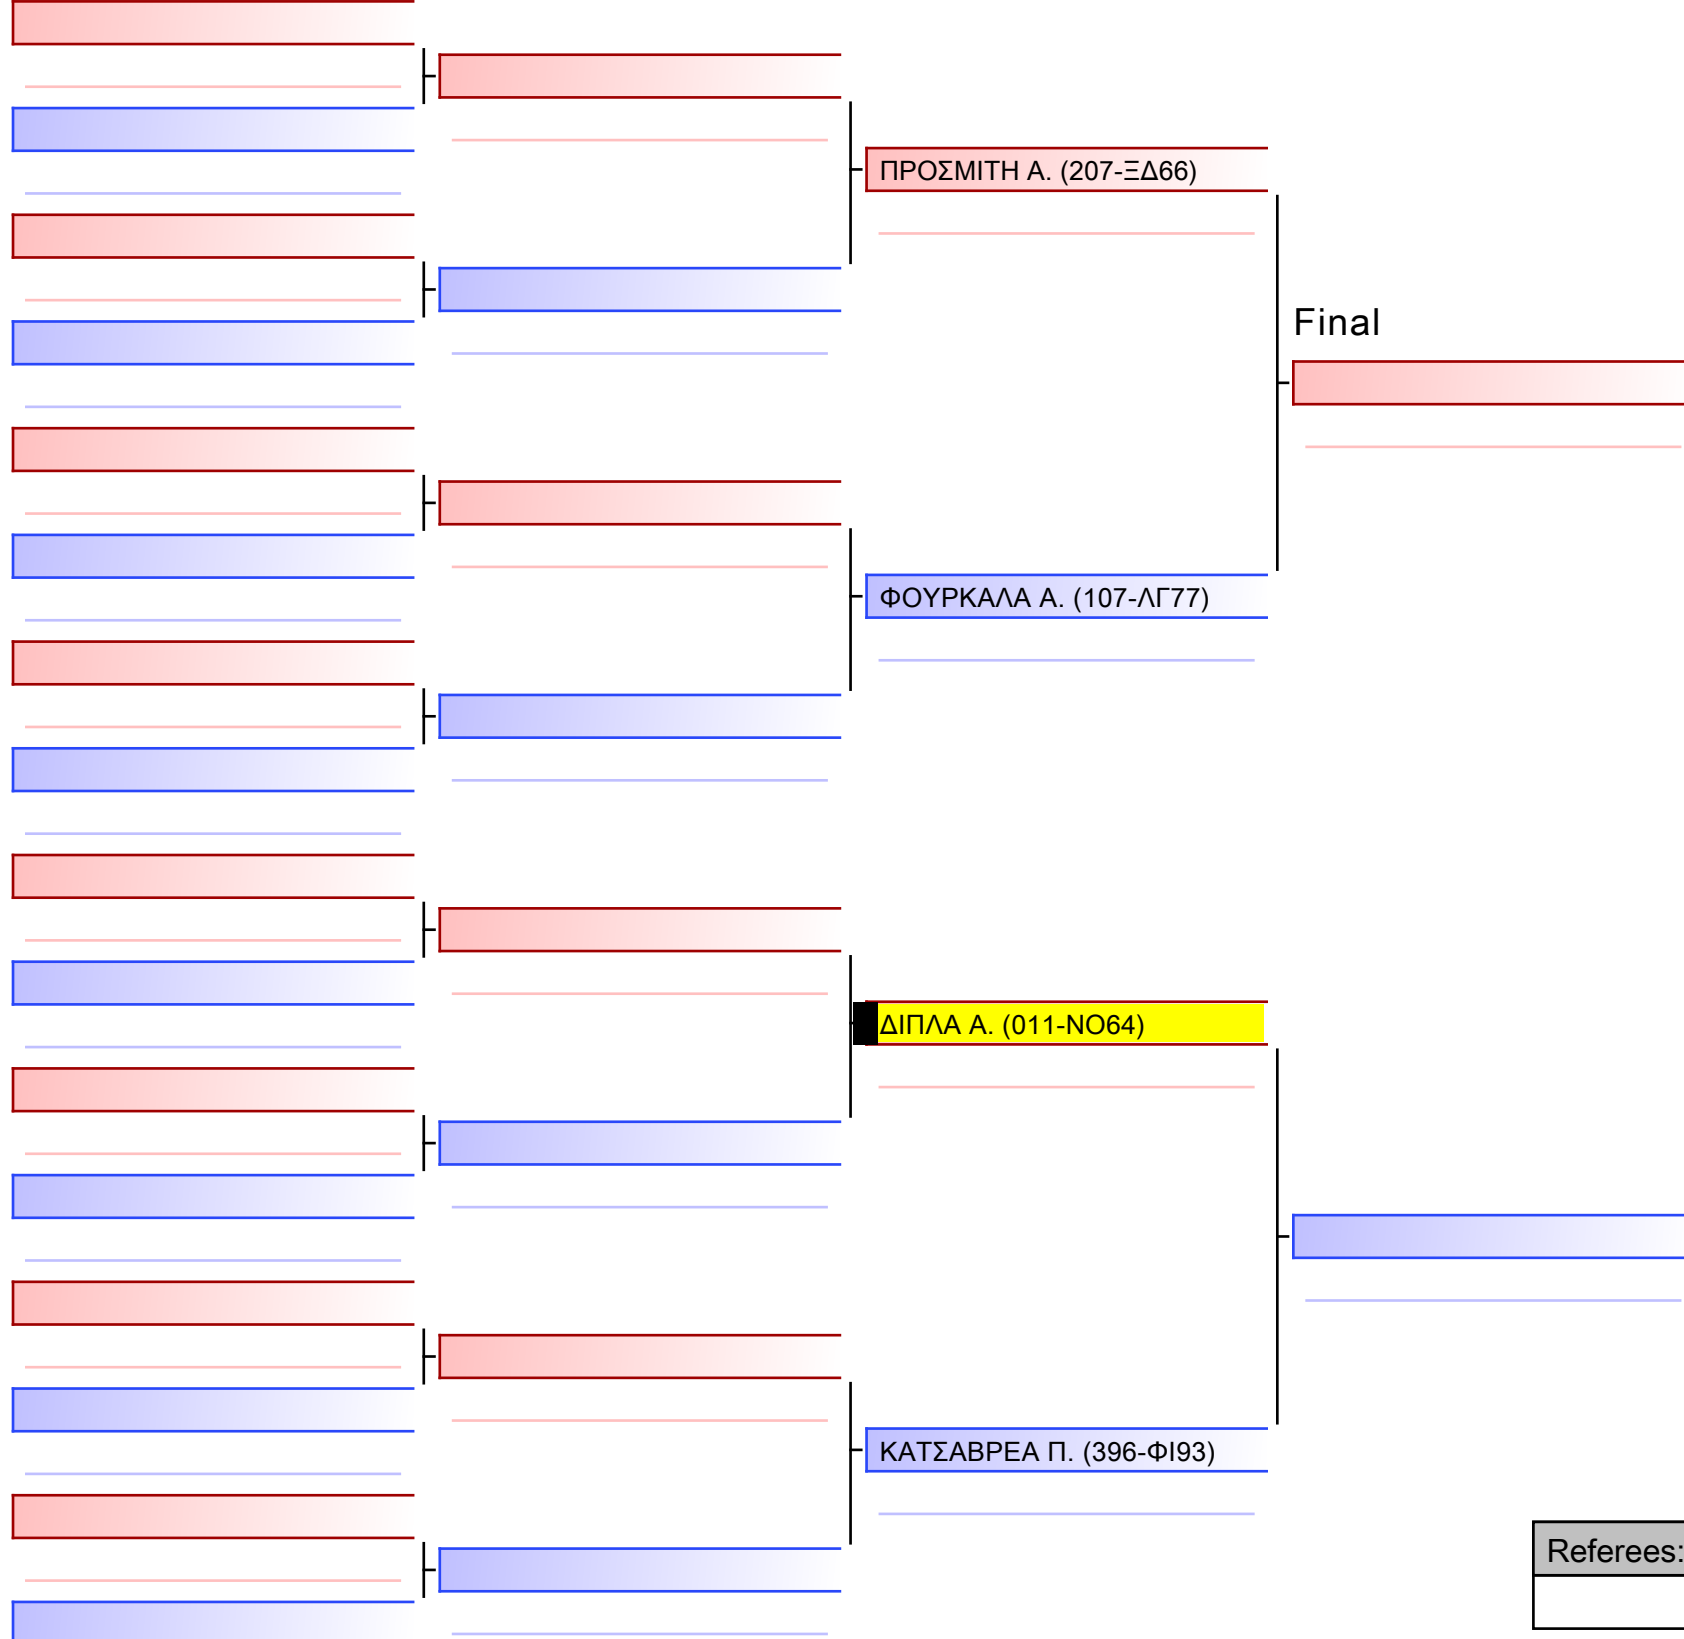 ΠΡΟΣΜΙΤΗ Α. (207-ΞΔ66)
Final
ΦΟΥΡΚΑΛΑ Α. (107-ΛΓ77)
ΔΙΠΛΑ Α. (011-ΝΟ64)
ΚΑΤΣΑΒΡΕΑ Π. (396-ΦΙ93)
Referees: